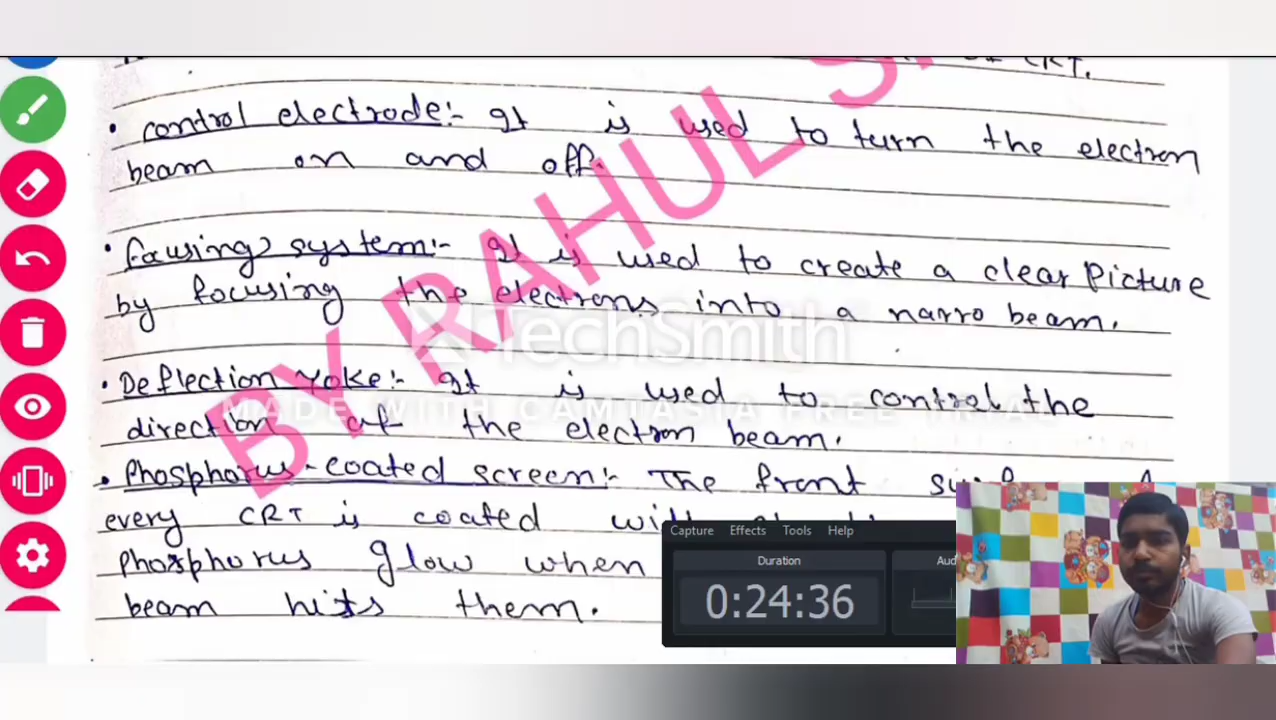 CRT.
• control electrode:- It is used to turn the electron
beam on and off.
• focusing system:- It is used to create a clear Picture
by focusing the electrons into a narro beam.
• Deflection Yoke:- It is used to control the
direction of the electron beam.
• Phosphorus-coated screen:- The front
every CRT is coated with
Phosphorus glow when
beam hits them.
BY RAHUL
TechSmith
MADE WITH CAMTASIA FREE TRIAL
Capture Effects Tools Help
Duration
Au
0:24:36